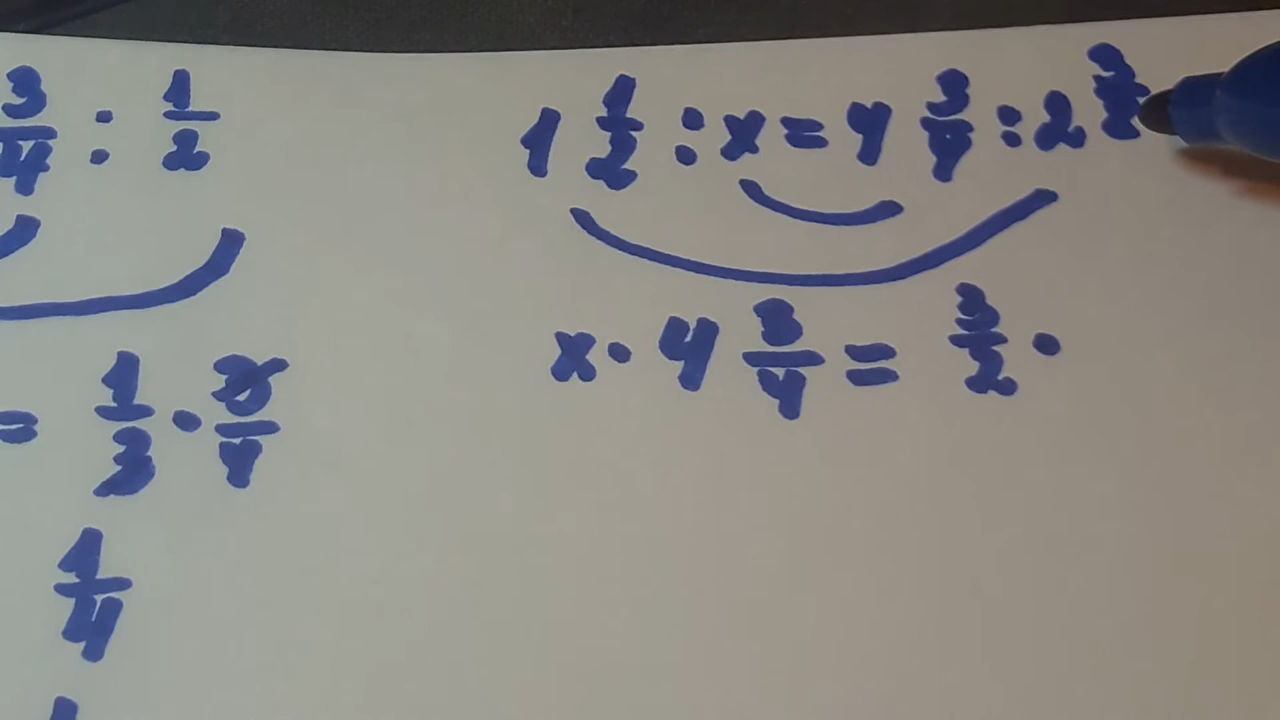 3/4 : 1/2
1 1/2 : x = 4 3/4 : 2
x · 4 3/4 = 3/2 ·
= 1/3 · 3/4
1/4